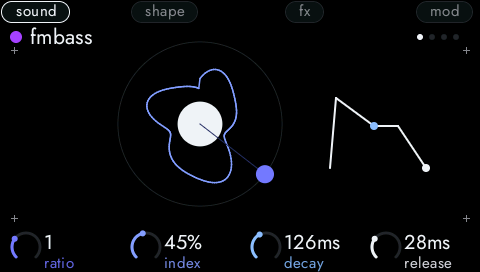 sound shape fx mod
fmbass
1 45% 126ms 28ms
ratio index decay release